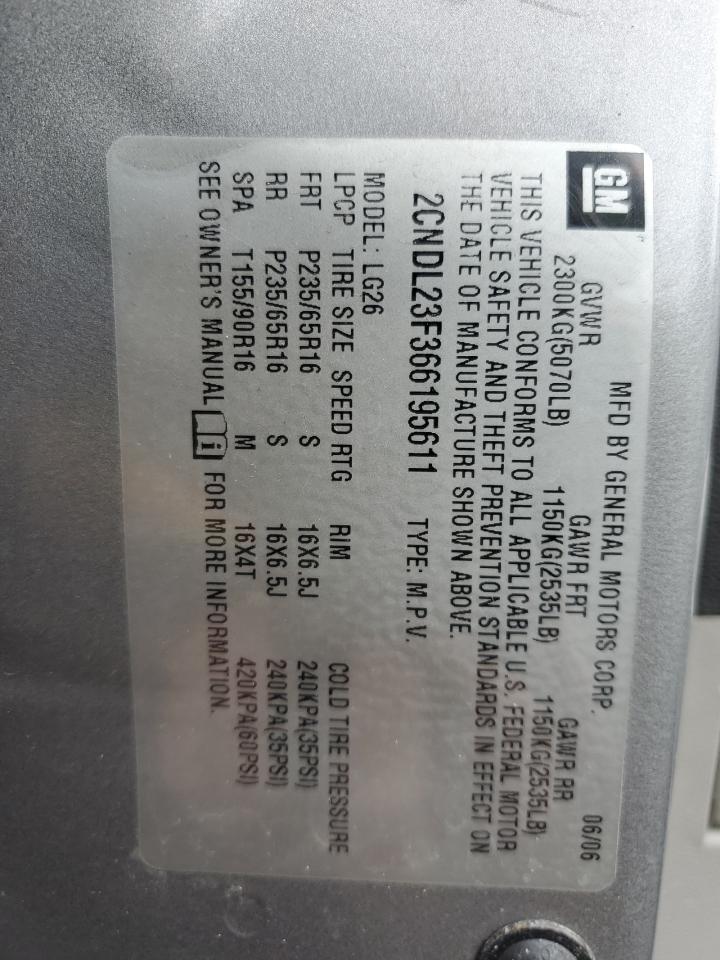 GM
MFD BY GENERAL MOTORS CORP. 06/06
GVWR GAWR FRT GAWR RR
2300KG(5070LB) 1150KG(2535LB) 1150KG(2535LB)
THIS VEHICLE CONFORMS TO ALL APPLICABLE U.S. FEDERAL MOTOR
VEHICLE SAFETY AND THEFT PREVENTION STANDARDS IN EFFECT ON
THE DATE OF MANUFACTURE SHOWN ABOVE.
2CNDL23F366195611 TYPE: M.P.V.
MODEL: LG26
LPCP TIRE SIZE SPEED RTG RIM COLD TIRE PRESSURE
FRT P235/65R16 S 16X6.5J 240KPA(35PSI)
RR P235/65R16 S 16X6.5J 240KPA(35PSI)
SPA T155/90R16 M 16X4T 420KPA(60PSI)
SEE OWNER'S MANUAL i FOR MORE INFORMATION.